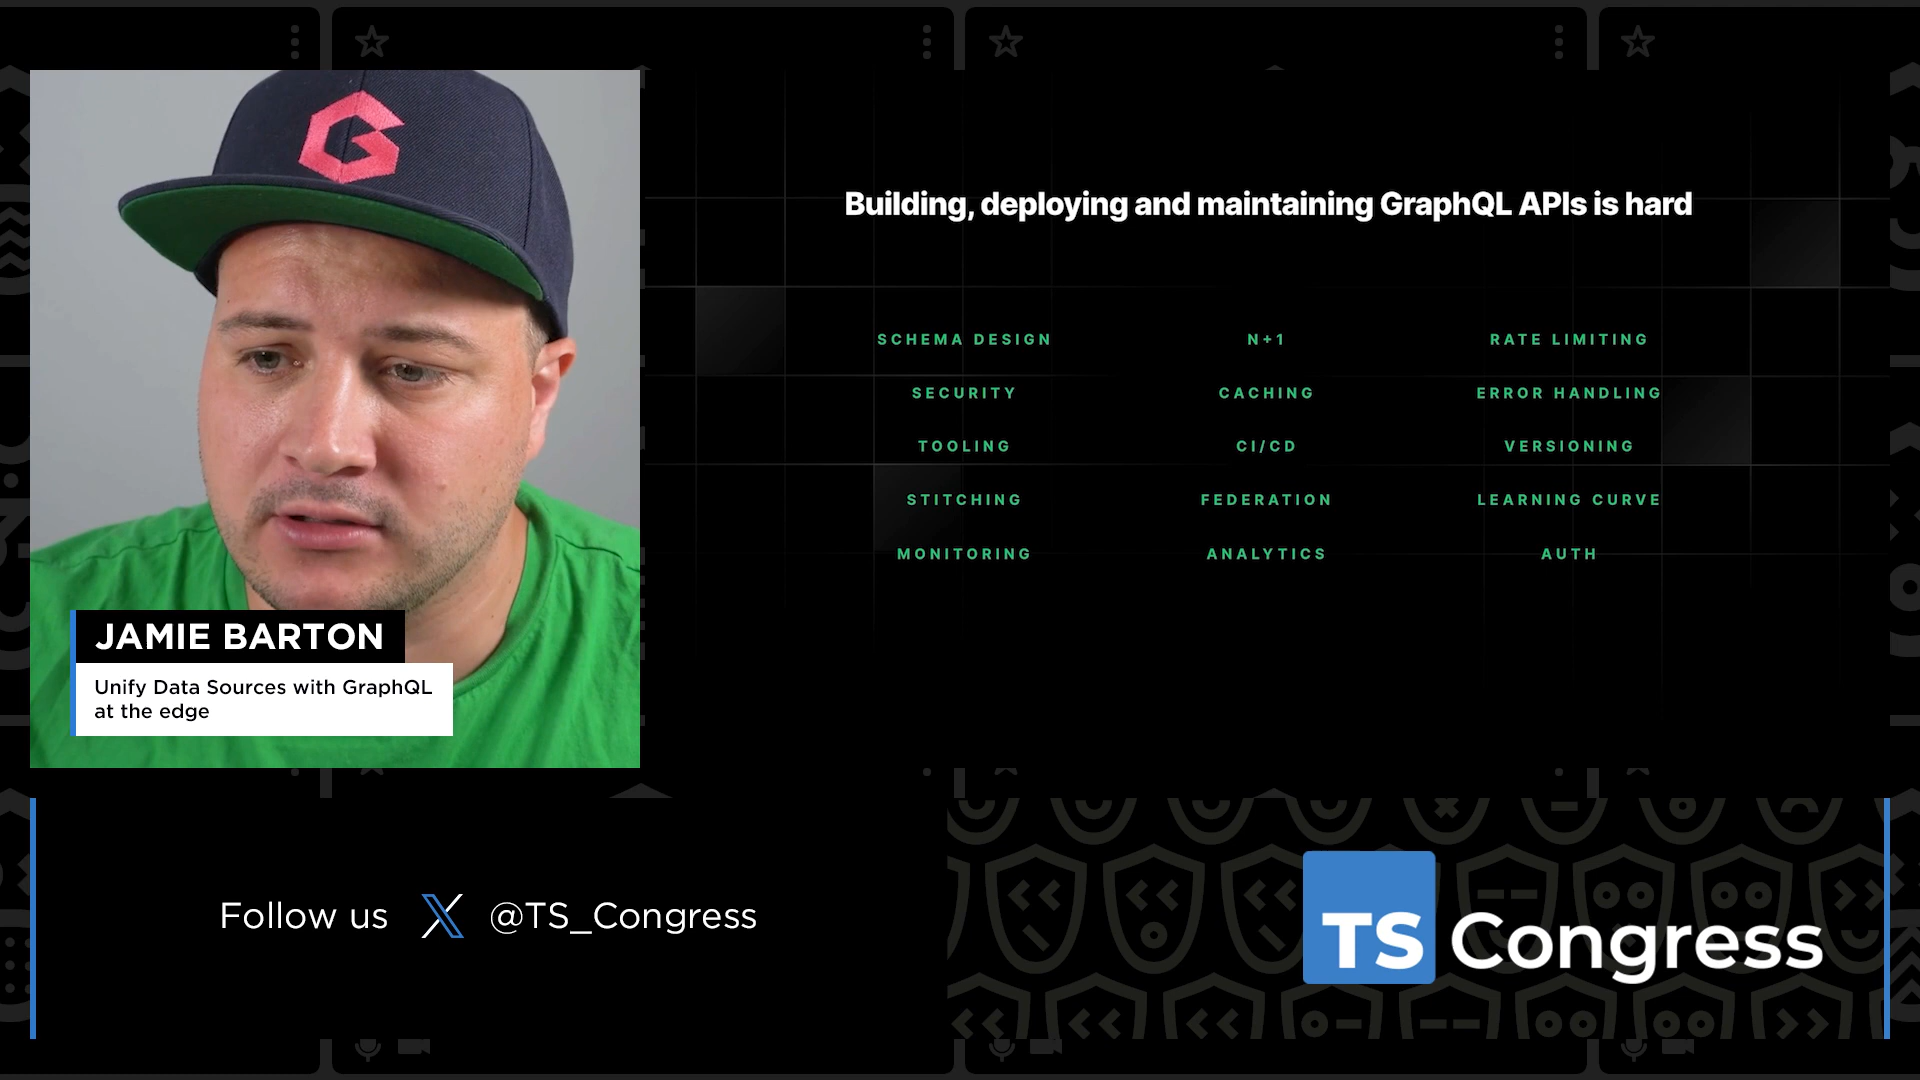 Building, deploying and maintaining GraphQL APIs is hard
SCHEMA DESIGN N+1 RATE LIMITING
SECURITY CACHING ERROR HANDLING
TOOLING CI/CD VERSIONING
STITCHING FEDERATION LEARNING CURVE
MONITORING ANALYTICS AUTH
JAMIE BARTON
Unify Data Sources with GraphQL
at the edge
Follow us X @TS_Congress
TS Congress